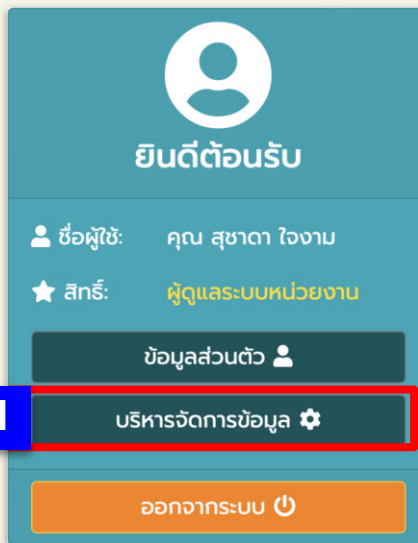 ยินดีต้อนรับ
ชื่อผู้ใช้: คุณ สุชาดา ใจงาม
สิทธิ์: ผู้ดูแลระบบหน่วยงาน
ข้อมูลส่วนตัว
บริหารจัดการข้อมูล
ออกจากระบบ